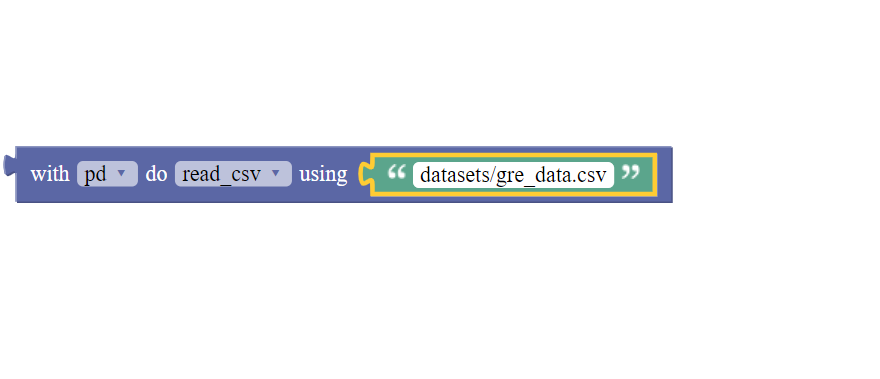 with pd do read_csv using “ datasets/gre_data.csv ”